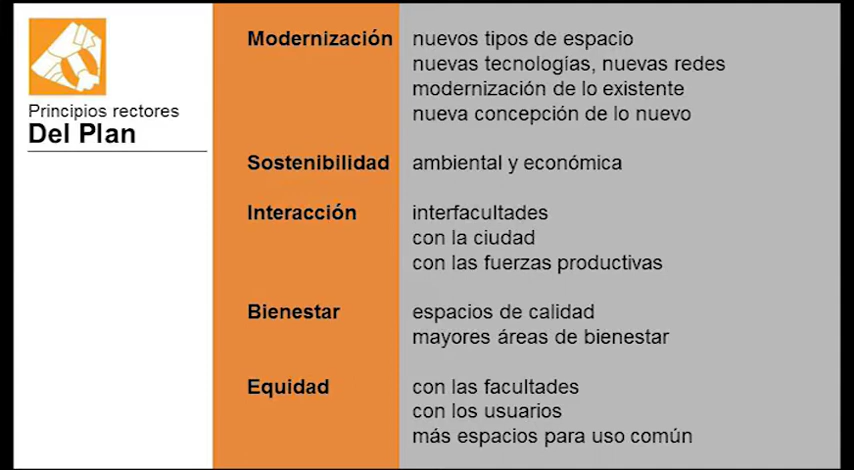 Principios rectores
Del Plan
Modernización nuevos tipos de espacio
nuevas tecnologías, nuevas redes
modernización de lo existente
nueva concepción de lo nuevo
Sostenibilidad ambiental y económica
Interacción interfacultades
con la ciudad
con las fuerzas productivas
Bienestar espacios de calidad
mayores áreas de bienestar
Equidad con las facultades
con los usuarios
más espacios para uso común